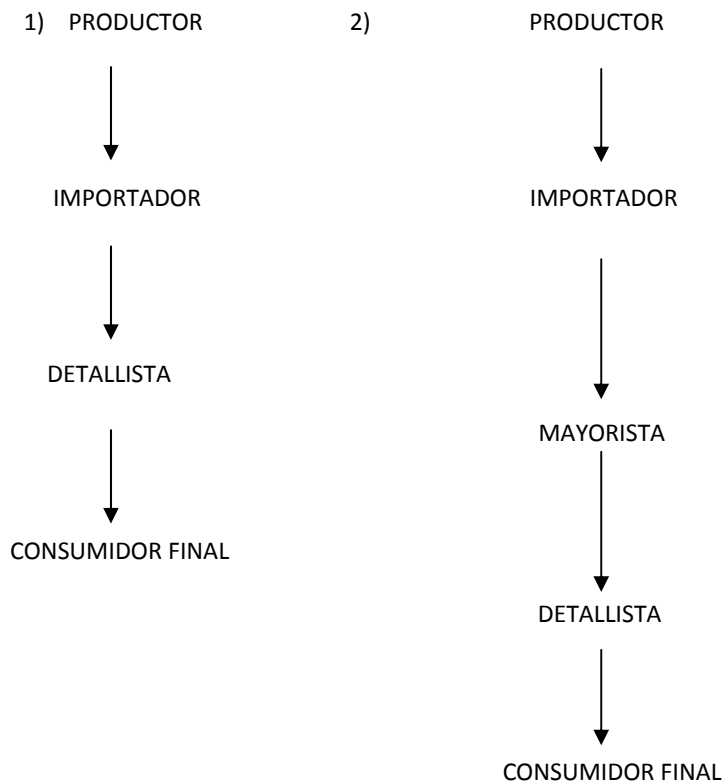 1) PRODUCTOR
IMPORTADOR
DETALLISTA
CONSUMIDOR FINAL
2) PRODUCTOR
IMPORTADOR
MAYORISTA
DETALLISTA
CONSUMIDOR FINAL